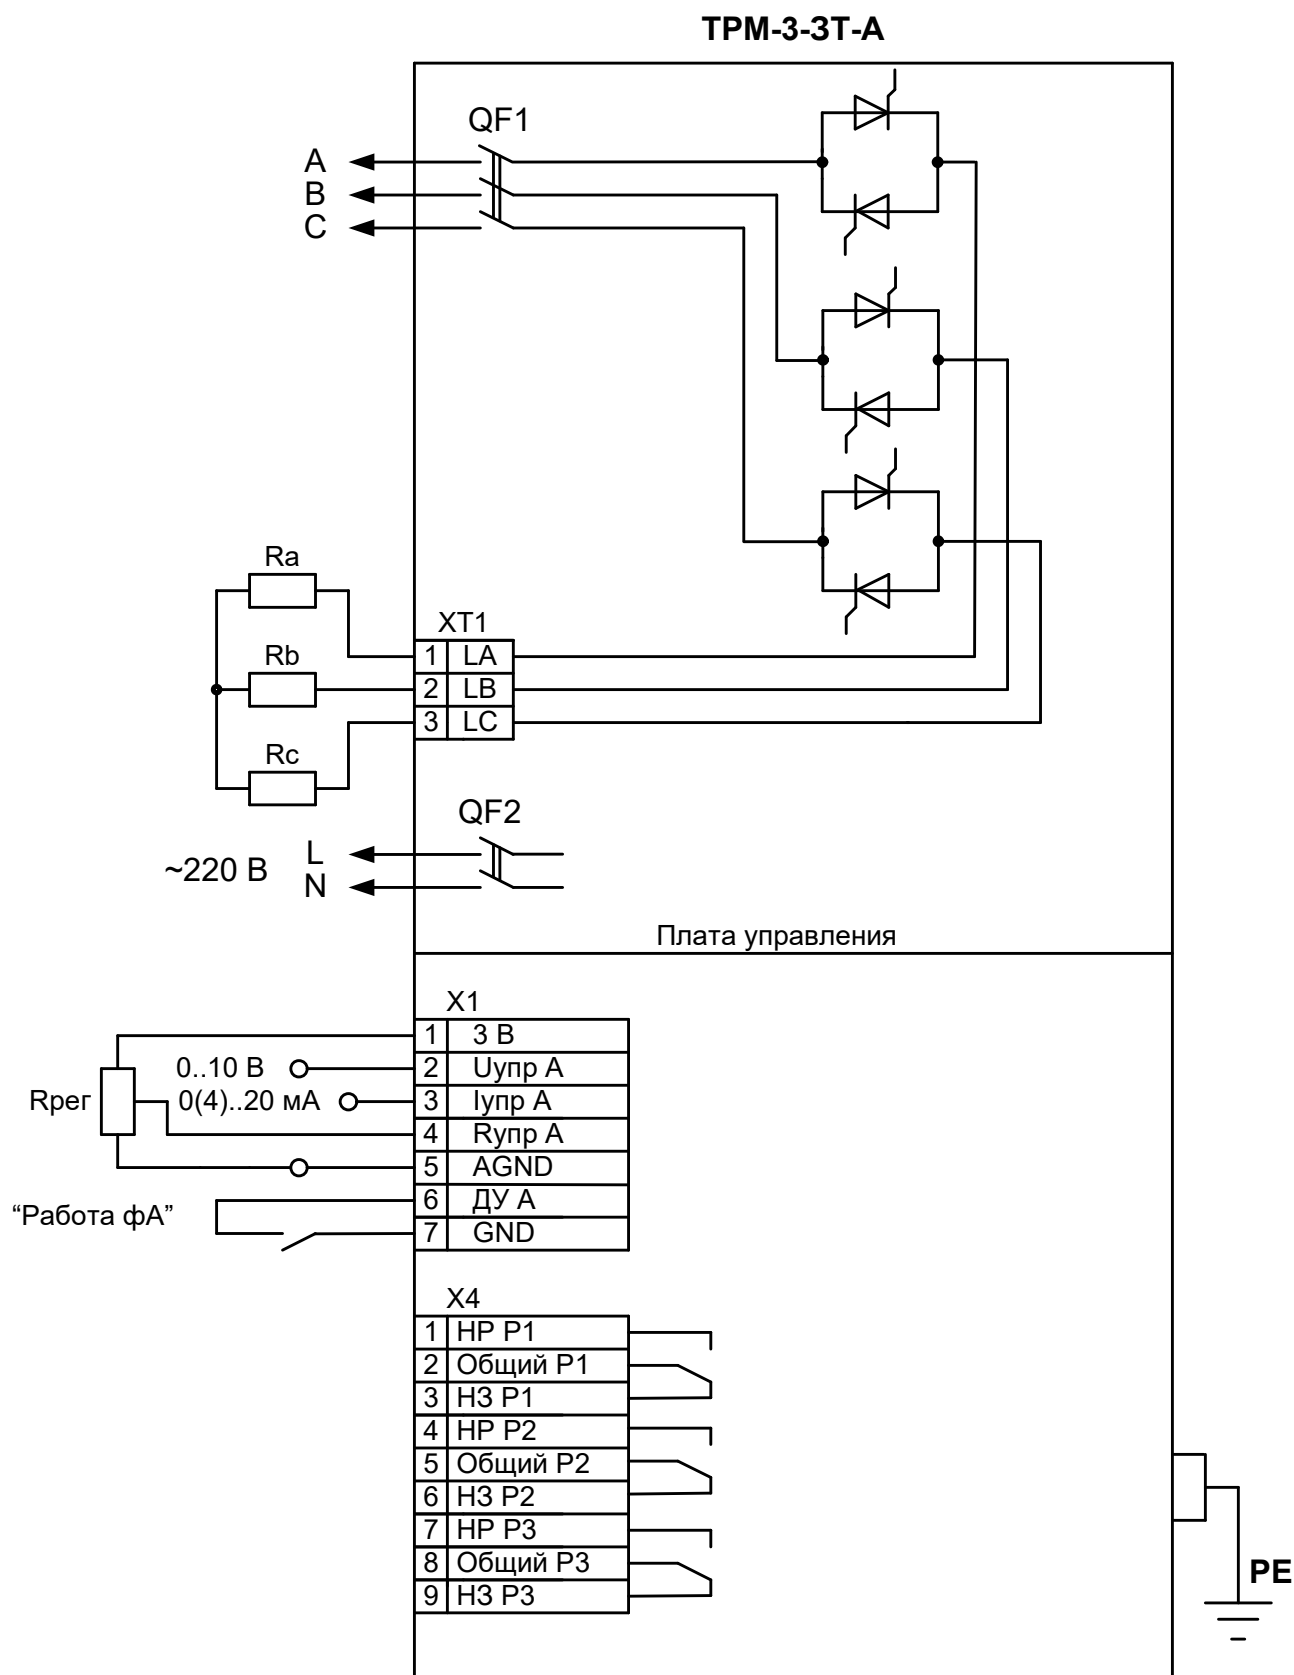 ТРМ-3-3Т-А
QF1
A
B
C
Ra
XT1
1 LA
Rb
2 LB
3 LC
Rc
QF2
L
~220 В
N
Плата управления
X1
1 3 В
0..10 В 2 Uупр А
Rрег 0(4)..20 мА 3 Iупр А
4 Rупр А
5 AGND
6 ДУ А
“Работа фА”
7 GND
X4
1 НР Р1
2 Общий Р1
3 НЗ Р1
4 НР Р2
5 Общий Р2
6 НЗ Р2
7 НР Р3
8 Общий Р3
9 НЗ Р3
PE